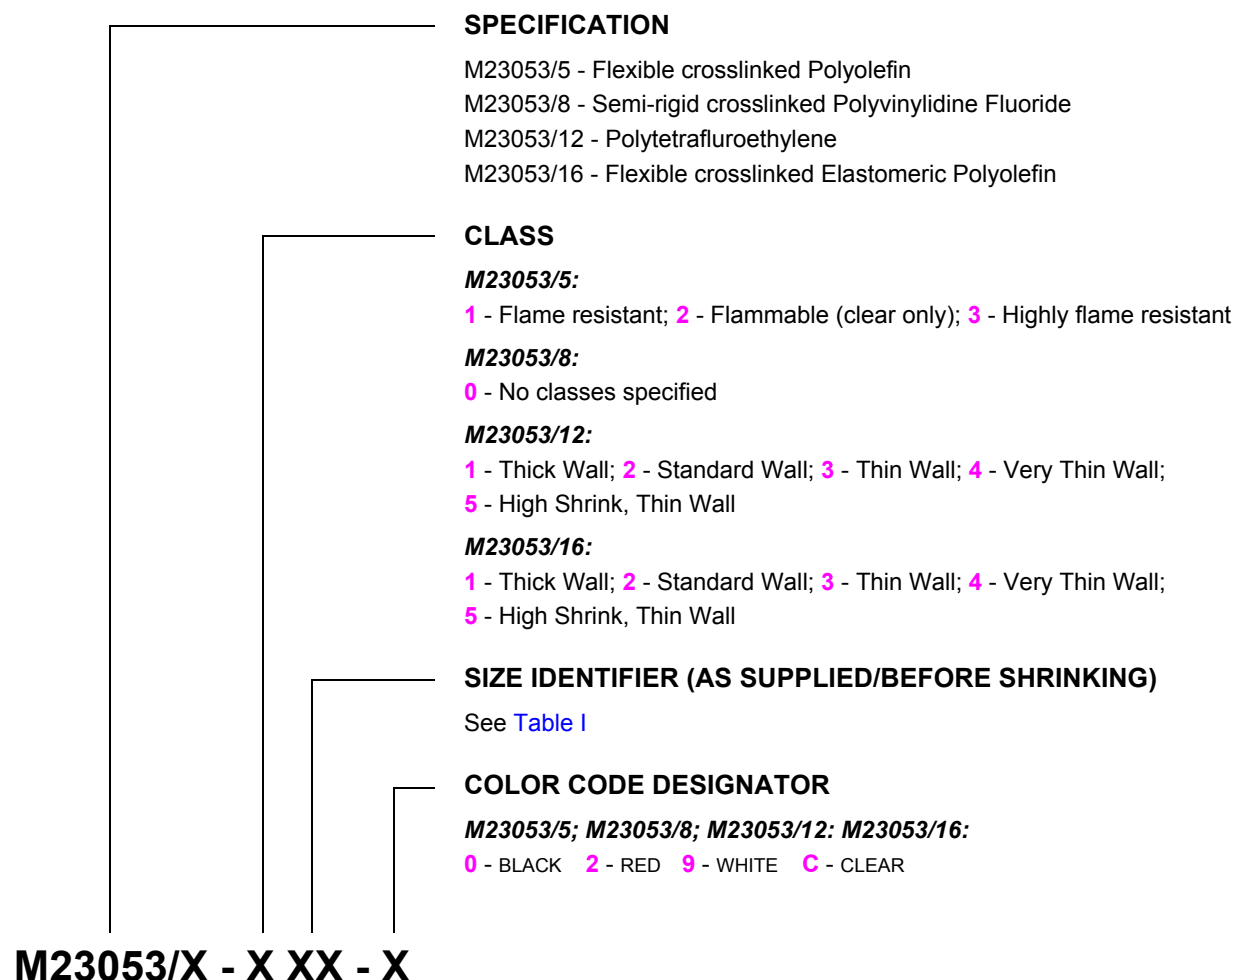 SPECIFICATION
M23053/5 - Flexible crosslinked Polyolefin
M23053/8 - Semi-rigid crosslinked Polyvinylidine Fluoride
M23053/12 - Polytetrafluroethylene
M23053/16 - Flexible crosslinked Elastomeric Polyolefin
CLASS
M23053/5:
1 - Flame resistant; 2 - Flammable (clear only); 3 - Highly flame resistant
M23053/8:
0 - No classes specified
M23053/12:
1 - Thick Wall; 2 - Standard Wall; 3 - Thin Wall; 4 - Very Thin Wall;
5 - High Shrink, Thin Wall
M23053/16:
1 - Thick Wall; 2 - Standard Wall; 3 - Thin Wall; 4 - Very Thin Wall;
5 - High Shrink, Thin Wall
SIZE IDENTIFIER (AS SUPPLIED/BEFORE SHRINKING)
See Table I
COLOR CODE DESIGNATOR
M23053/5; M23053/8; M23053/12: M23053/16:
0 - BLACK 2 - RED 9 - WHITE C - CLEAR
M23053/X - X XX - X